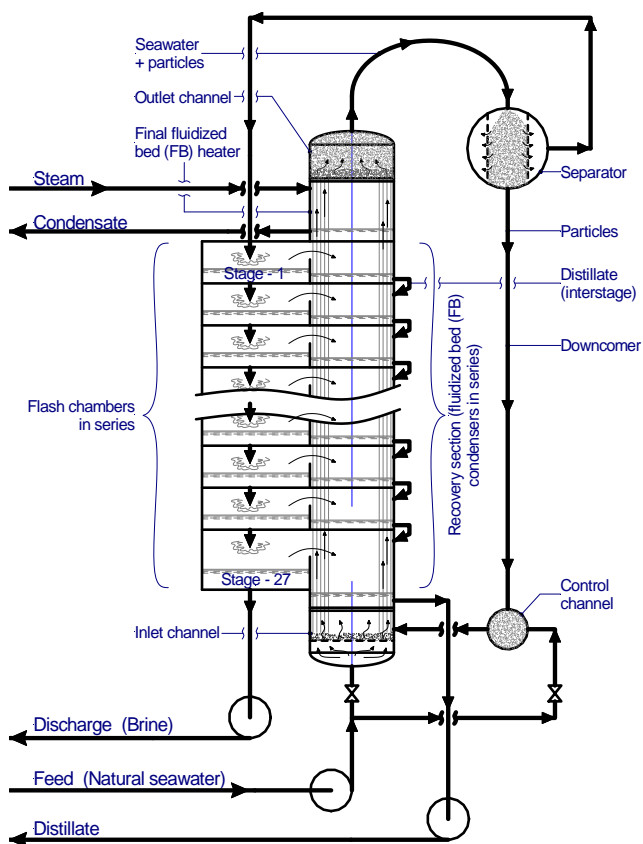 Seawater
+ particles
Outlet channel
Final fluidized
bed (FB) heater
Steam
Condensate
Separator
Particles
Stage - 1
Distillate
(interstage)
Downcomer
Flash chambers
in series
Recovery section (fluidized bed (FB)
condensers in series)
Stage - 27
Control
channel
Inlet channel
Discharge (Brine)
Feed (Natural seawater)
Distillate